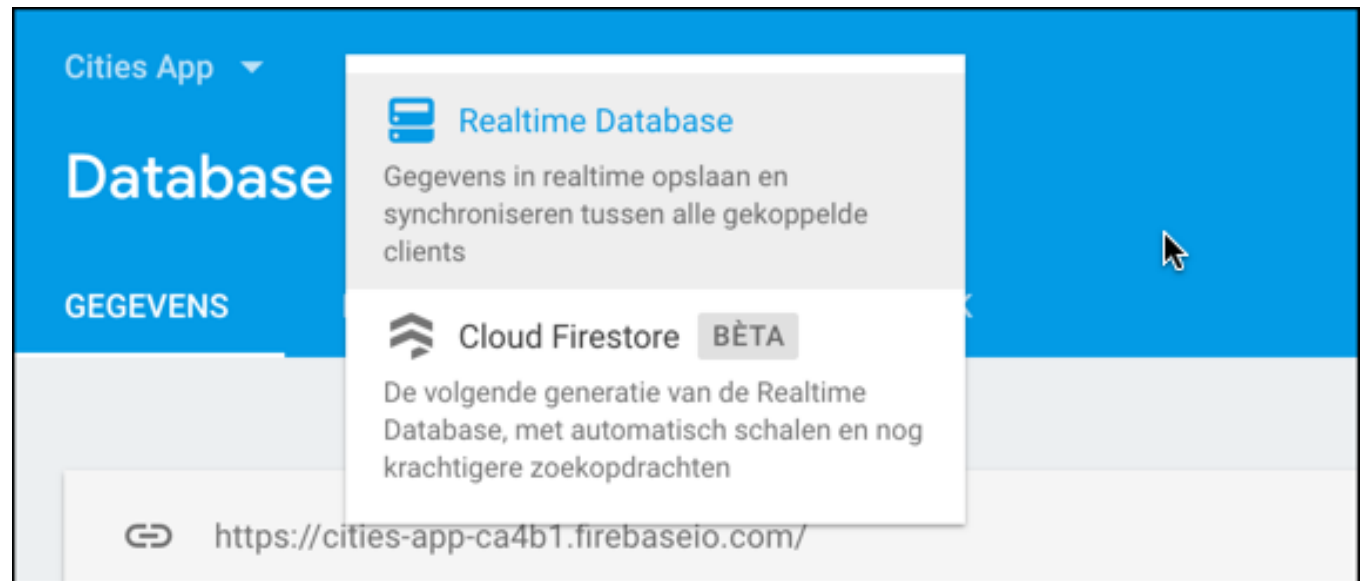 Cities App
Database
Realtime Database
Gegevens in realtime opslaan en
synchroniseren tussen alle gekoppelde
clients
GEGEVENS
Cloud Firestore BÈTA
De volgende generatie van de Realtime
Database, met automatisch schalen en nog
krachtigere zoekopdrachten
https://cities-app-ca4b1.firebaseio.com/